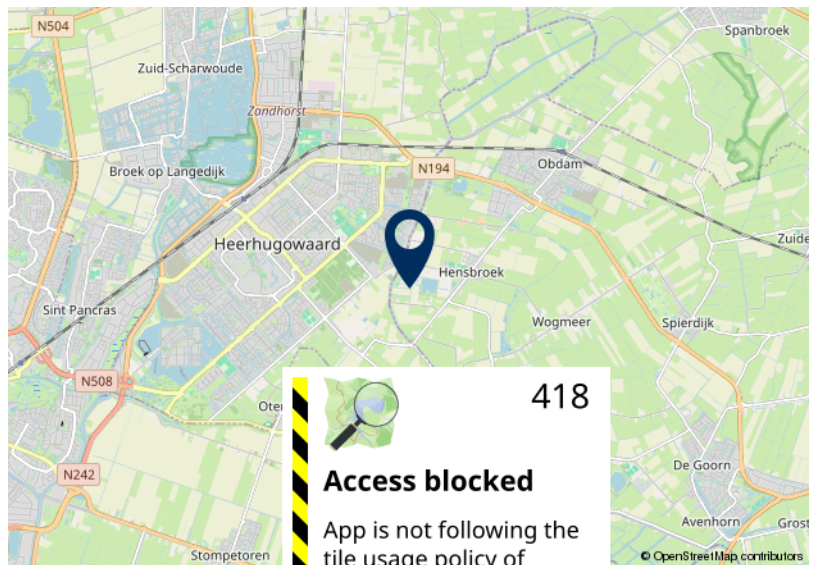 N504
Spanbroek
Zuid-Scharwoude
Zandhorst
Broek op Langedijk
N194
Obdam
Heerhugowaard
Zuide
Hensbroek
Sint Pancras
Wogmeer
Spierdijk
N508
Oter
418
Access blocked
N242
De Goorn
App is not following the
tile usage policy of
Avenhorn
Grost
Stompetoren
© OpenStreetMap contributors